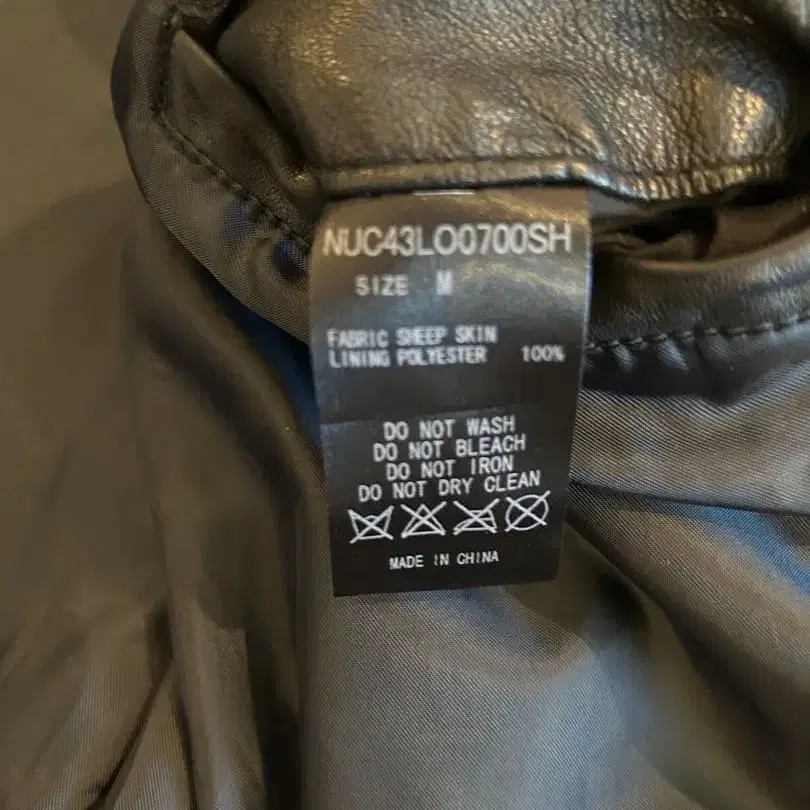 NUC43LO0700SH
SIZE M
FABRIC SHEEP SKIN
LINING POLYESTER 100%
DO NOT WASH
DO NOT BLEACH
DO NOT IRON
DO NOT DRY CLEAN
MADE IN CHINA